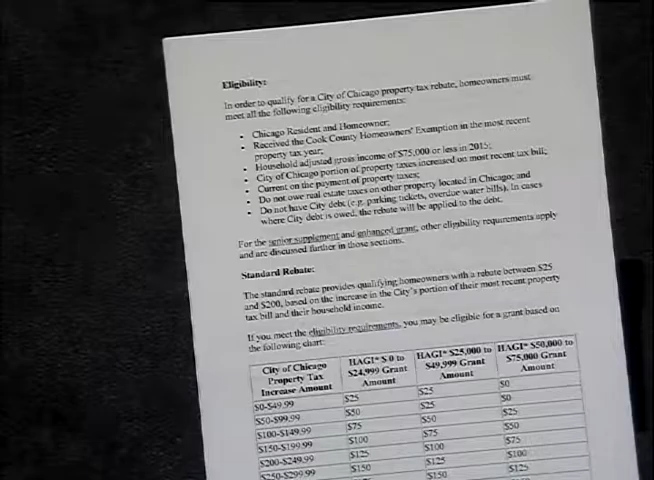 Eligibility:
In order to qualify for a City of Chicago property tax rebate, homeowners must
meet all the following eligibility requirements:
• Chicago Resident and Homeowner;
• Received the Cook County Homeowners' Exemption in the most recent
property tax year;
• Household adjusted gross income of $75,000 or less in 2015;
• City of Chicago portion of property taxes increased on most recent tax bill;
• Current on the payment of property taxes;
• Do not owe real estate taxes on other property located in Chicago; and
• Do not have City debt (e.g. parking tickets, overdue water bills). In cases
where City debt is owed, the rebate will be applied to the debt.
For the senior supplement and enhanced grant, other eligibility requirements apply
and are discussed further in those sections.
Standard Rebate:
The standard rebate provides qualifying homeowners with a rebate between $25
and $200, based on the increase in the City's portion of their most recent property
tax bill and their household income.
If you meet the eligibility requirements, you may be eligible for a grant based on
the following chart:
City of Chicago Property Tax Increase Amount HAGI* $ 0 to $24,999 Grant Amount HAGI* $25,000 to $49,999 Grant Amount HAGI* $50,000 to $75,000 Grant Amount
$0-$49.99 $25 $25 $0
$50-$99.99 $50 $25 $0
$100-$149.99 $75 $50 $25
$150-$199.99 $100 $75 $50
$200-$249.99 $125 $100 $75
$250-$299.99 $150 $125 $100
$150 $125